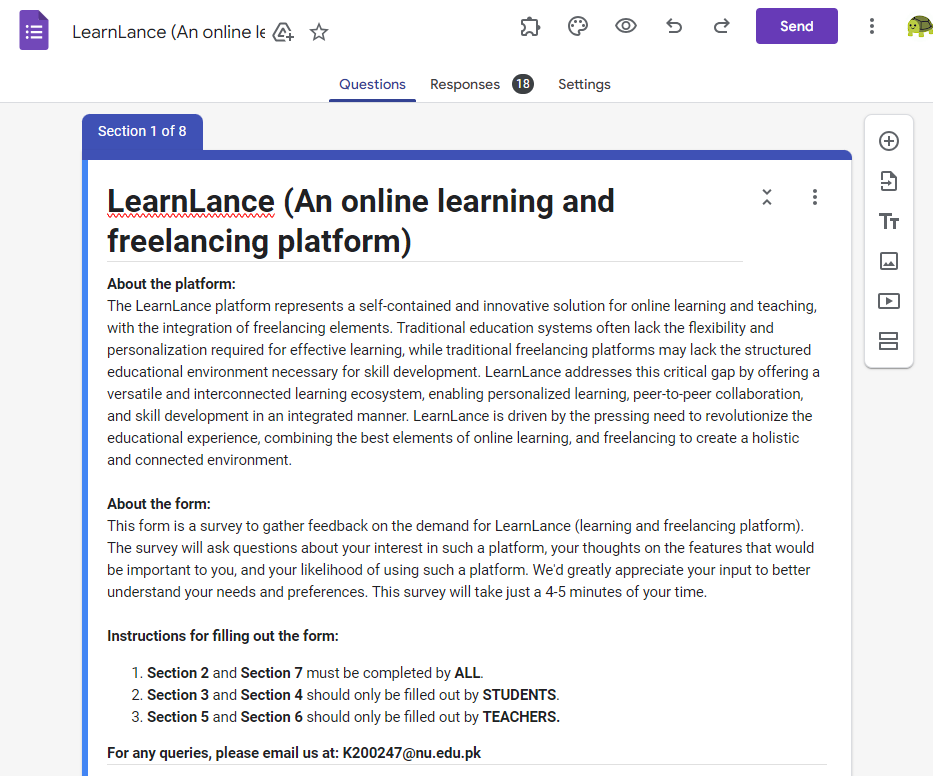 LearnLance (An online le
Send
Questions
Responses 18
Settings
Section 1 of 8
LearnLance (An online learning and
freelancing platform)
About the platform:
The LearnLance platform represents a self-contained and innovative solution for online learning and teaching,
with the integration of freelancing elements. Traditional education systems often lack the flexibility and
personalization required for effective learning, while traditional freelancing platforms may lack the structured
educational environment necessary for skill development. LearnLance addresses this critical gap by offering a
versatile and interconnected learning ecosystem, enabling personalized learning, peer-to-peer collaboration,
and skill development in an integrated manner. LearnLance is driven by the pressing need to revolutionize the
educational experience, combining the best elements of online learning, and freelancing to create a holistic
and connected environment.
About the form:
This form is a survey to gather feedback on the demand for LearnLance (learning and freelancing platform).
The survey will ask questions about your interest in such a platform, your thoughts on the features that would
be important to you, and your likelihood of using such a platform. We'd greatly appreciate your input to better
understand your needs and preferences. This survey will take just a 4-5 minutes of your time.
Instructions for filling out the form:
1. Section 2 and Section 7 must be completed by ALL.
2. Section 3 and Section 4 should only be filled out by STUDENTS.
3. Section 5 and Section 6 should only be filled out by TEACHERS.
For any queries, please email us at: K200247@nu.edu.pk
Tт